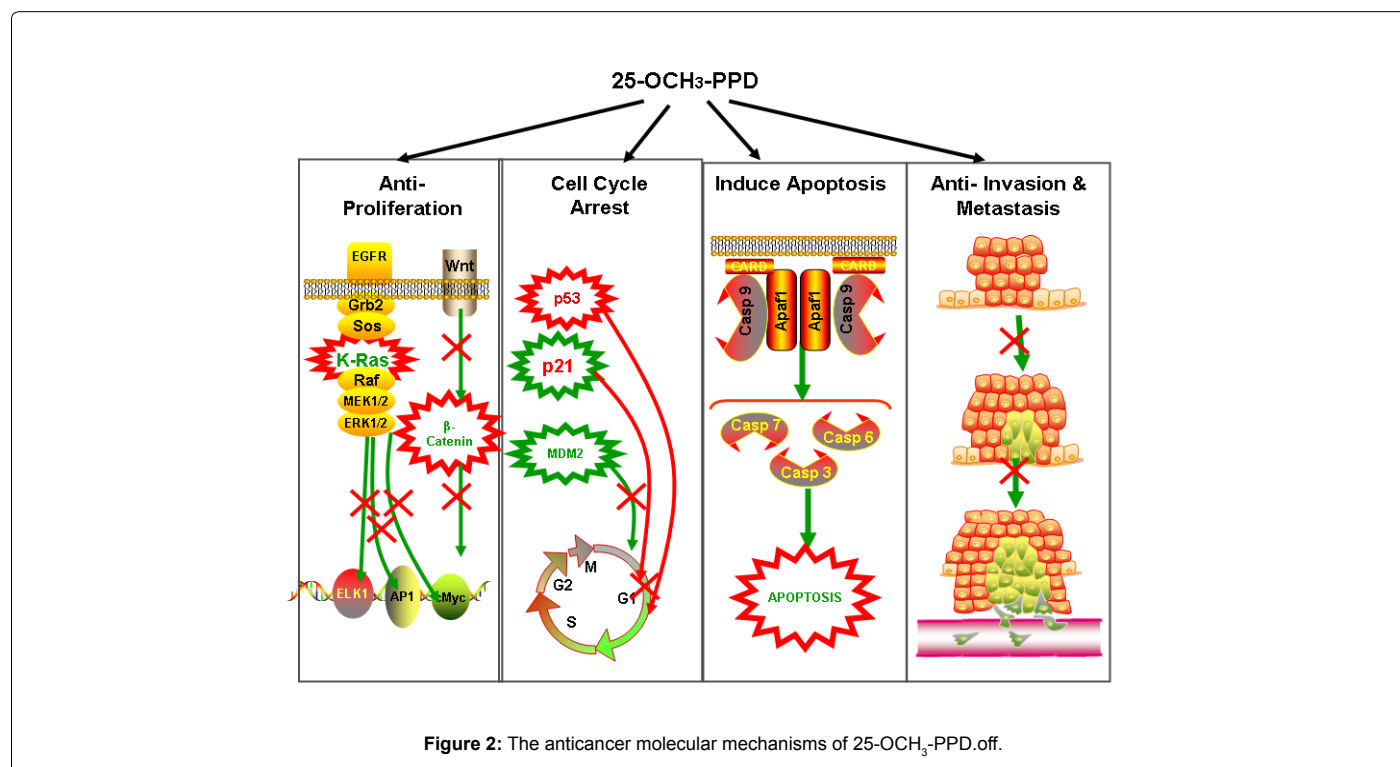 25-OCH3-PPD
Anti-
Proliferation
EGFR
Wnt
Grb2
Sos
K-Ras
Raf
MEK1/2
ERK1/2
β-
Catenin
ELK1
AP1
cMyc
Cell Cycle
Arrest
p53
p21
MDM2
M
G2
G1
S
Induce Apoptosis
CARD
CARD
Casp 9
Apaf1
Apaf1
Casp 9
Casp 7
Casp 6
Casp 3
APOPTOSIS
Anti- Invasion &
Metastasis
Figure 2: The anticancer molecular mechanisms of 25-OCH3-PPD.off.